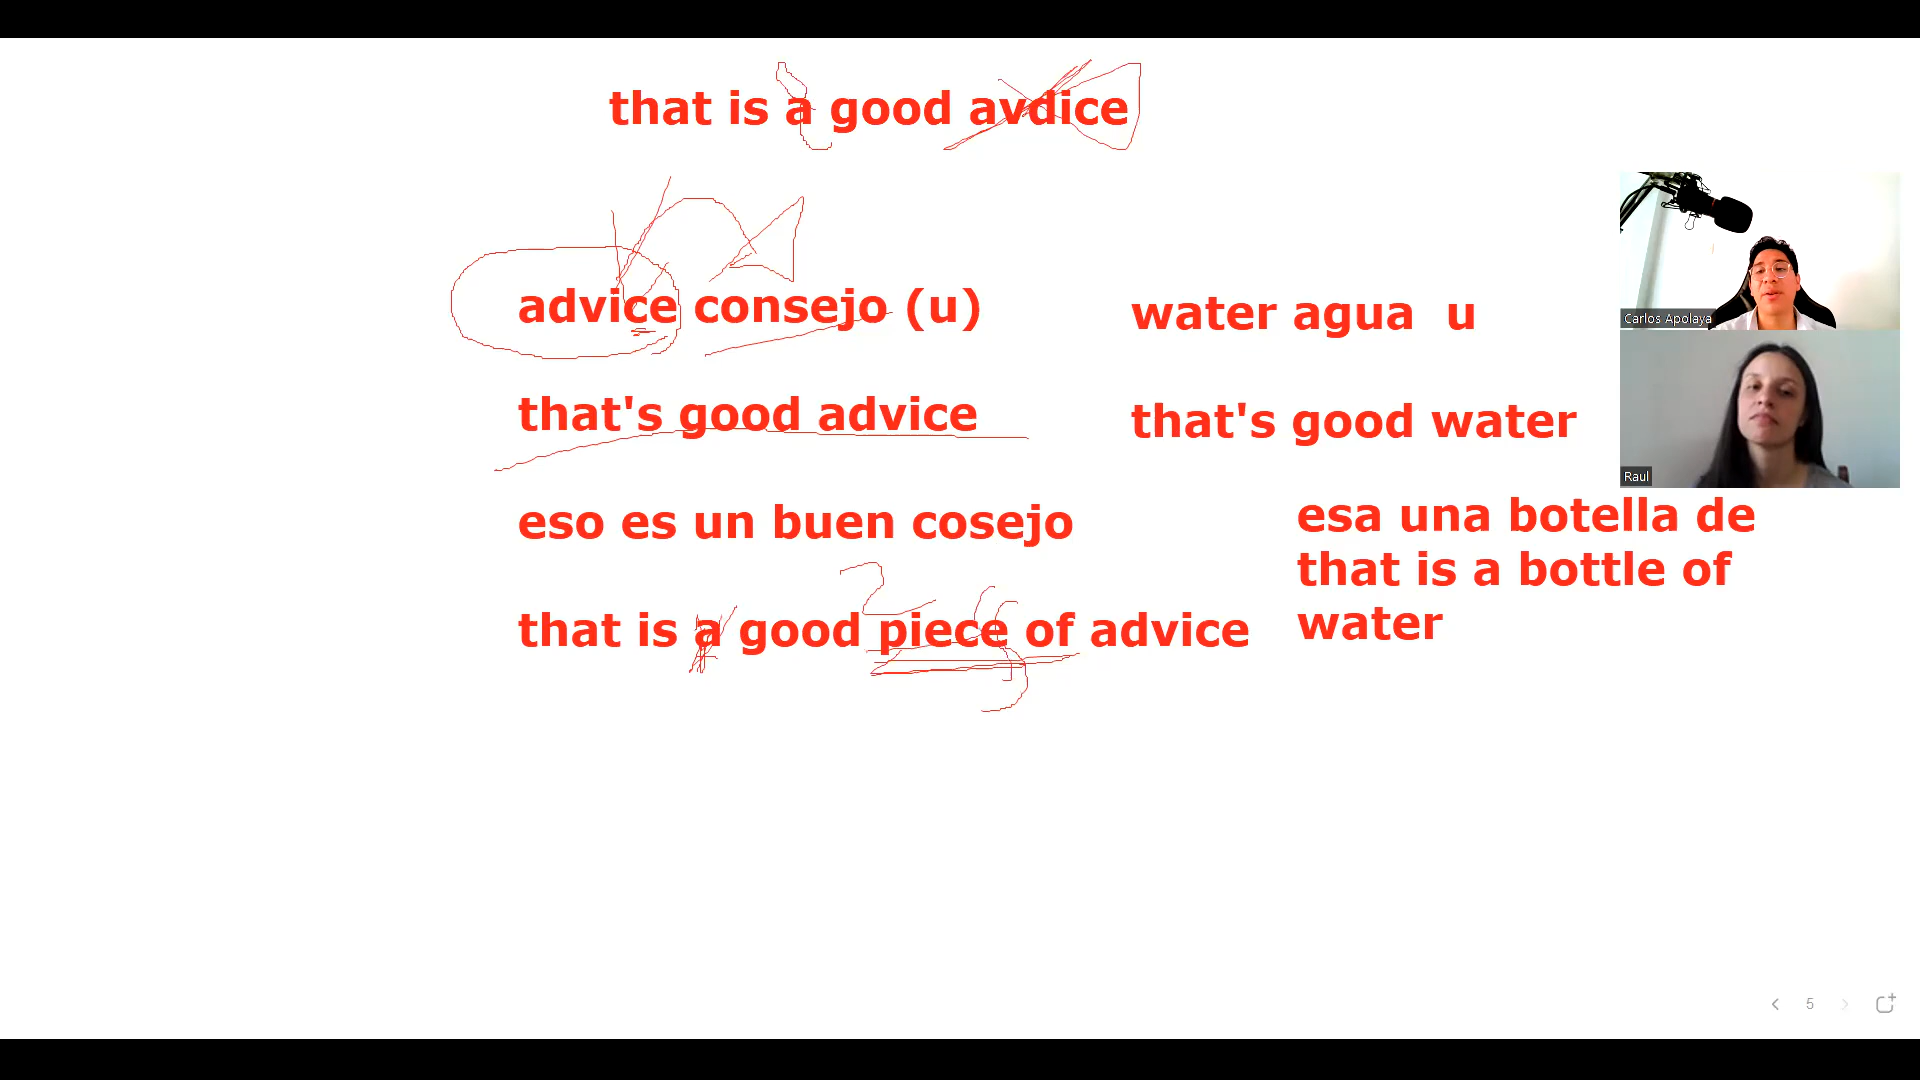 that is a good avdice
advice consejo (u)
water agua u
that's good advice
that's good water
eso es un buen cosejo
esa una botella de
that is a bottle of
water
that is a good piece of advice
2
s
Carlos Apolaya
Raul
5